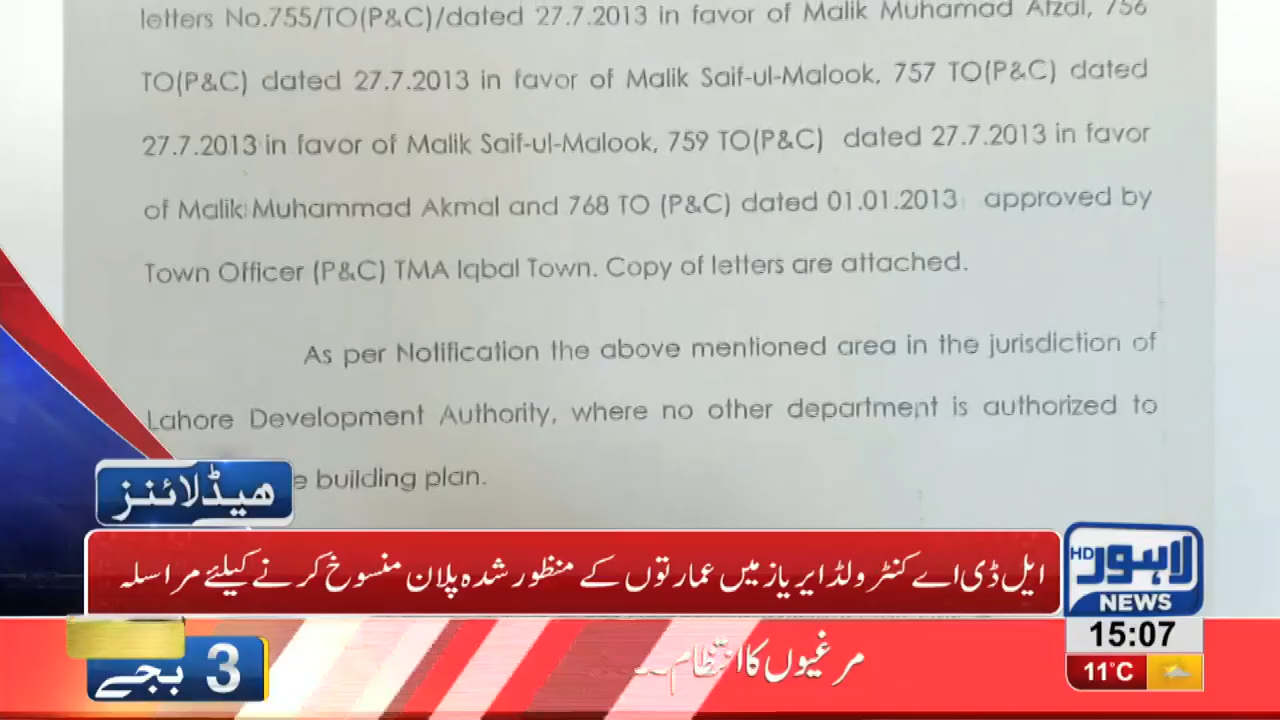 letters No.755/TO(P&C)/dated 27.7.2013 in favor of Malik Muhamad Afzal, 756
TO(P&C) dated 27.7.2013 in favor of Malik Saif-ul-Malook, 757 TO(P&C) dated
27.7.2013 in favor of Malik Saif-ul-Malook, 759 TO(P&C) dated 27.7.2013 in favor
of Malik Muhammad Akmal and 768 TO (P&C) dated 01.01.2013 approved by
Town Officer (P&C) TMA Iqbal Town. Copy of letters are attached.
As per Notification the above mentioned area in the jurisdiction of
Lahore Development Authority, where no other department is authorized to
e building plan.
ھیڈلائنز
ایل ڈی اے کنٹرولڈ ایریاز میں عمارتوں کے منظور شدہ پلان منسوخ کرنے کیلئے مراسلہ
لاہور HD
NEWS
15:07
11°C
3 بجے
مرغیوں کا انتظام۔۔